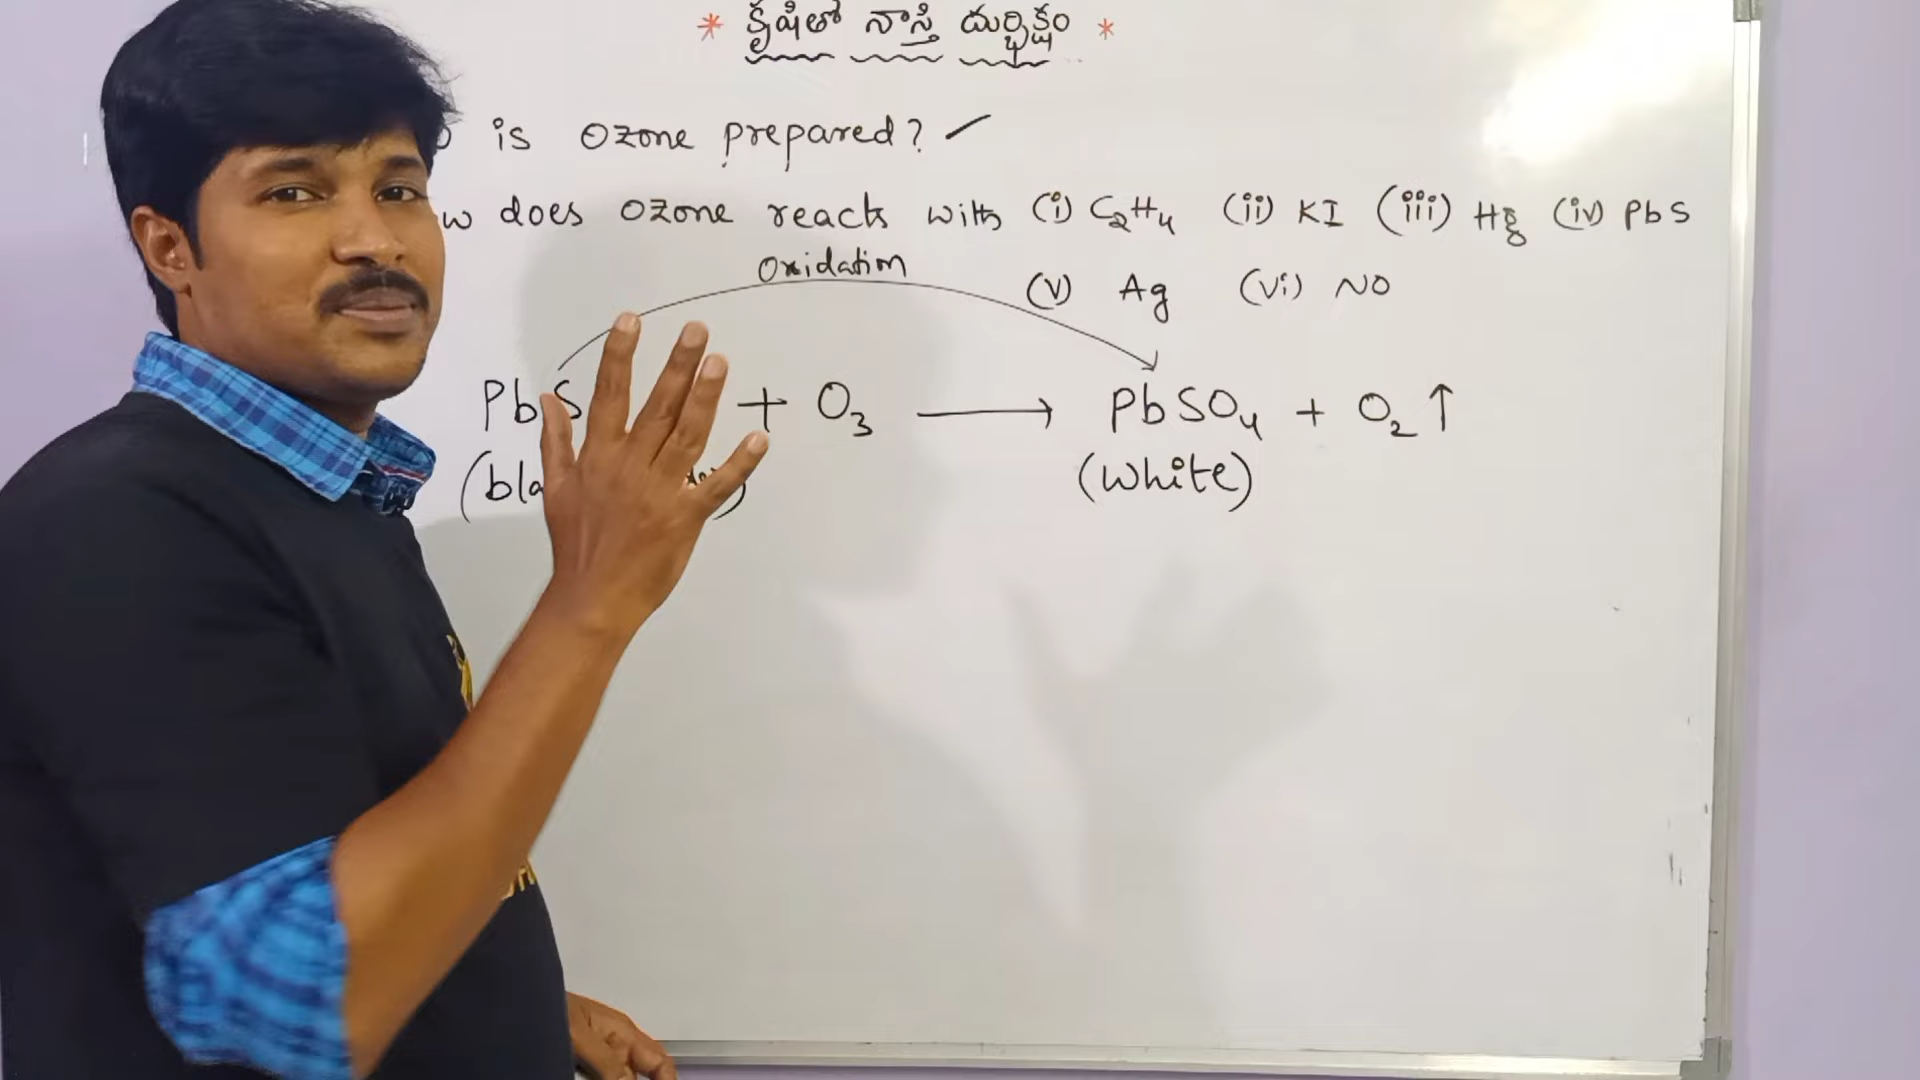 * కృషితో నాస్తి దుర్భిక్షం *
is Ozone prepared?
does Ozone reacts with (i) C₂H₄ (ii) KI (iii) Hg (iv) PbS
(v) Ag (vi) NO
Oxidation
PbS + O₃ → PbSO₄ + O₂↑
(White)